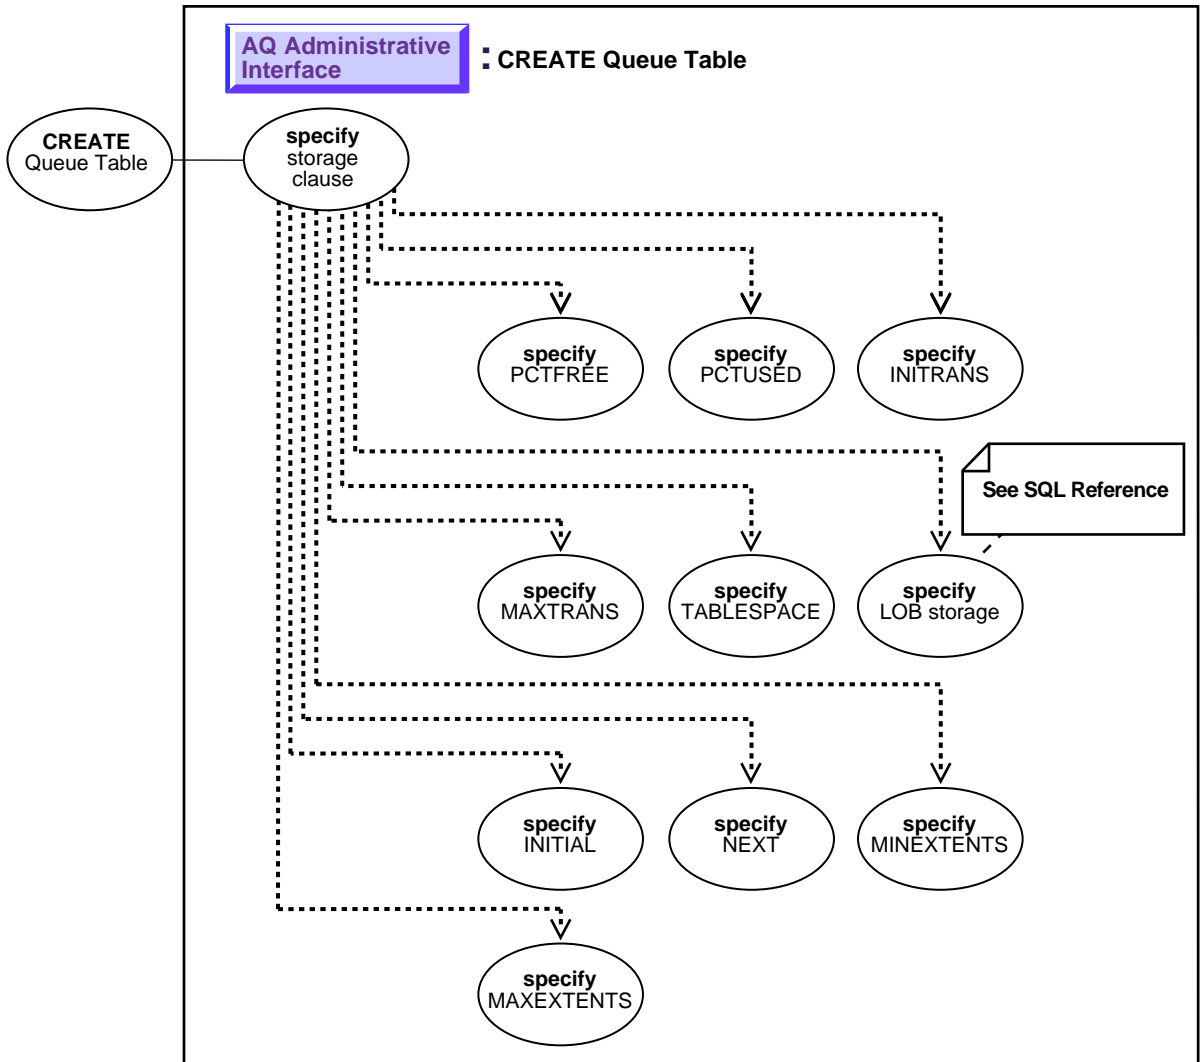 AQ Administrative
Interface
: CREATE Queue Table
CREATE
Queue Table
specify
storage
clause
specify
PCTFREE
specify
PCTUSED
specify
INITRANS
See SQL Reference
specify
MAXTRANS
specify
TABLESPACE
specify
LOB storage
specify
INITIAL
specify
NEXT
specify
MINEXTENTS
specify
MAXEXTENTS